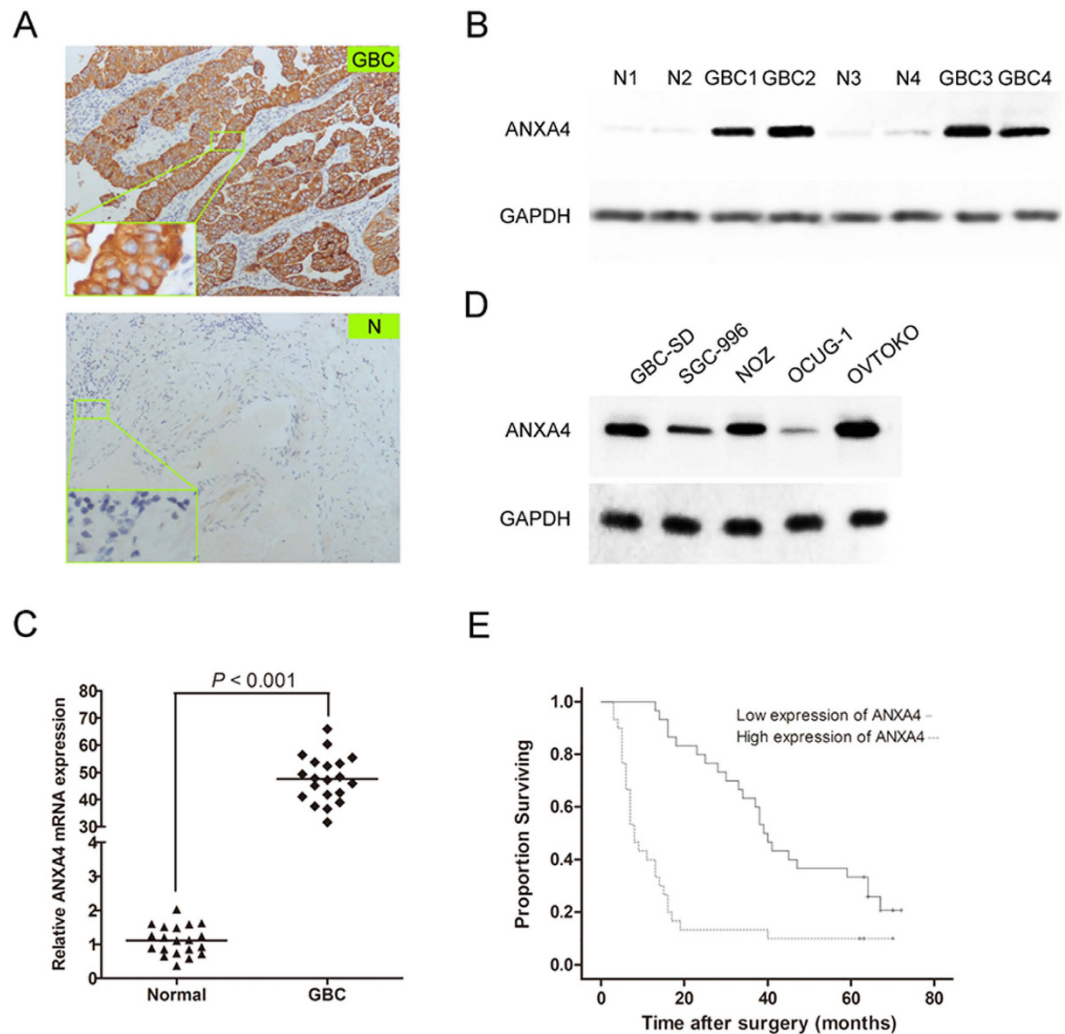 A
GBC
N
B
N1 N2 GBC1 GBC2 N3 N4 GBC3 GBC4
ANXA4
GAPDH
D
GBC-SD SGC-996 NOZ OCUG-1 OVTOKO
ANXA4
GAPDH
C
P < 0.001
Relative ANXA4 mRNA expression
80
70
60
50
40
30
4
3
2
1
0
Normal GBC
E
Low expression of ANXA4
High expression of ANXA4
Proportion Surviving
1.0
0.8
0.6
0.4
0.2
0.0
0 20 40 60 80
Time after surgery (months)